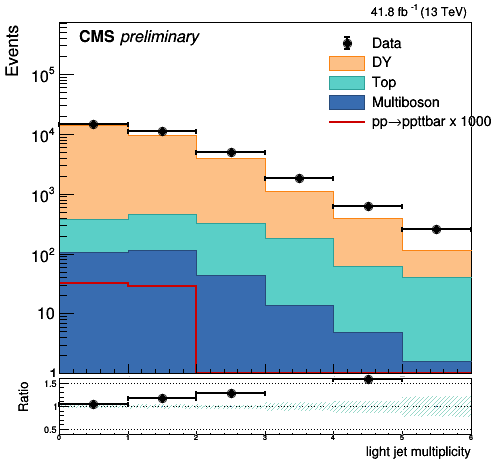 41.8 fb⁻¹ (13 TeV)
CMS preliminary
Events
Data
DY
Top
Multiboson
pp→ppttbar x 1000
10⁵
10⁴
10³
10²
10
1
Ratio
1.5
1
0.5
0 1 2 3 4 5 6
light jet multiplicity